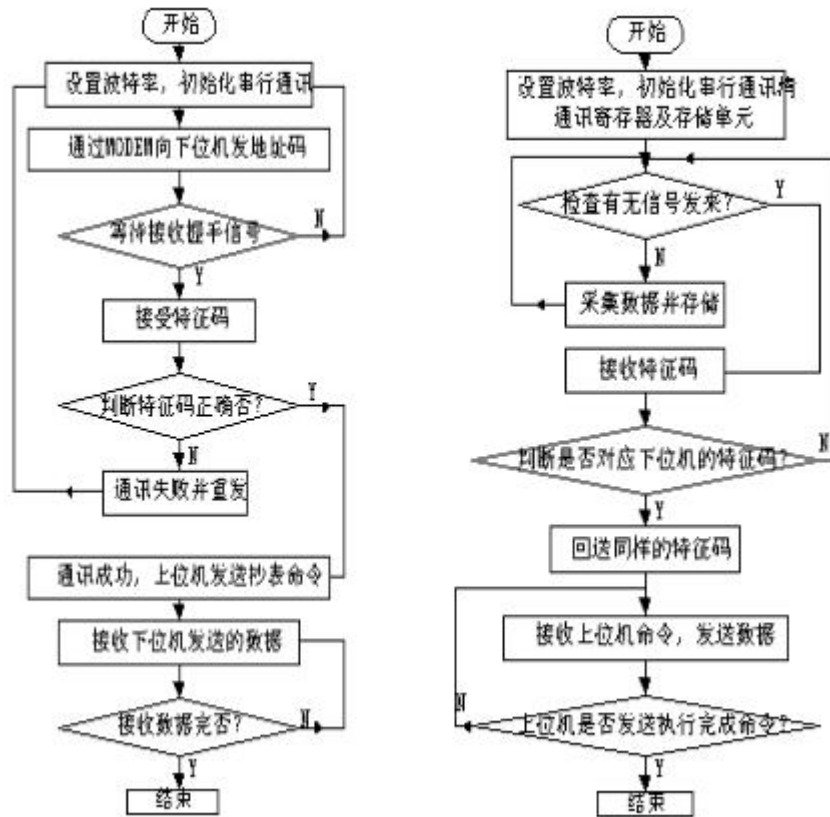 开始
设置波特率，初始化串行通讯
通过MODEM向下位机发地址码
等待接收握手信号
N
Y
接受特征码
判断特征码正确否？
Y
N
通讯失败并重发
通讯成功，上位机发送抄表命令
接收下位机发送的数据
接收数据完否？
N
Y
结束
开始
设置波特率，初始化串行通讯
通讯寄存器及存储单元
检查有无信号发来？
Y
N
采集数据并存储
接收特征码
判断是否对应下位机的特征码？
N
Y
回送同样的特征码
接收上位机命令，发送数据
上位机是否发送执行完成命令？
N
Y
结束